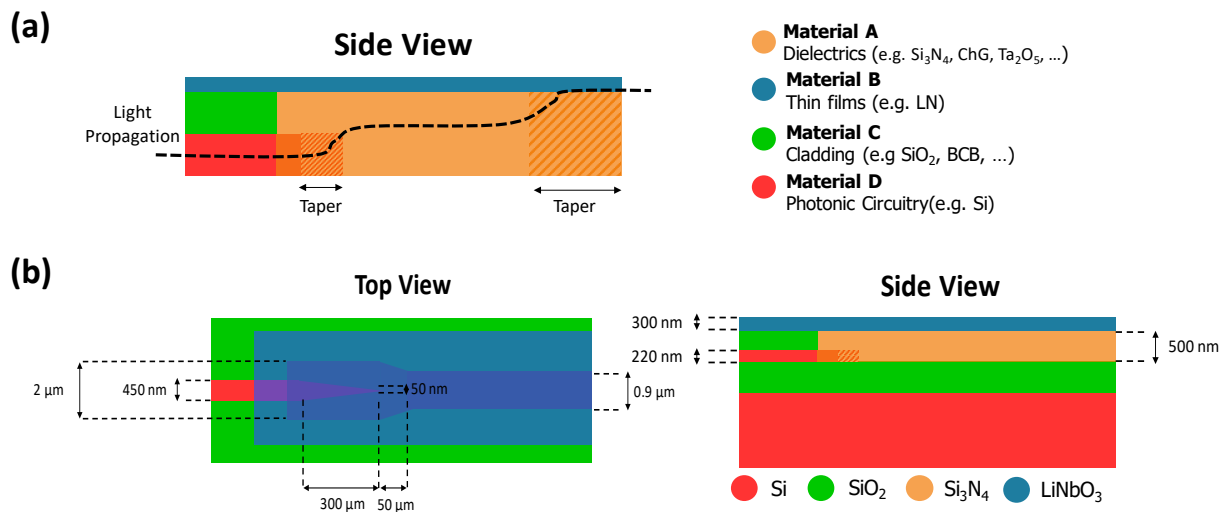 (a)
Side View
Light
Propagation
Taper
Taper
Material A
Dielectrics (e.g. Si₃N₄, ChG, Ta₂O₅, ...)
Material B
Thin films (e.g. LN)
Material C
Cladding (e.g SiO₂, BCB, ...)
Material D
Photonic Circuitry(e.g. Si)
(b)
Top View
2 µm
450 nm
50 nm
0.9 µm
300 µm
50 µm
Side View
300 nm
220 nm
500 nm
Si
SiO₂
Si₃N₄
LiNbO₃